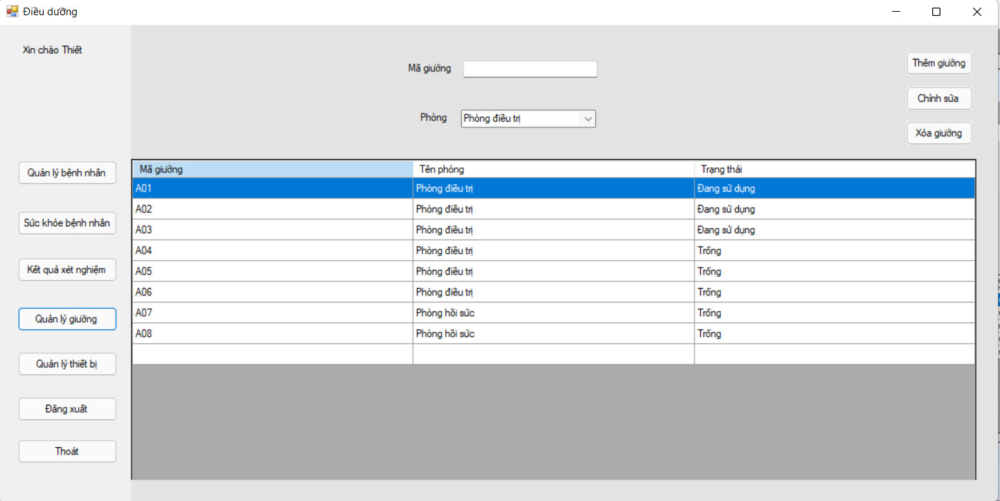 Điều dưỡng
Xin chào Thiết
Mã giường
Thêm giường
Chỉnh sửa
Phòng Phòng điều trị
Xóa giường
Quản lý bệnh nhân
Sức khỏe bệnh nhân
Kết quả xét nghiệm
Quản lý giường
Quản lý thiết bị
Đăng xuất
Thoát
Mã giường Tên phòng Trạng thái
A01 Phòng điều trị Đang sử dụng
A02 Phòng điều trị Đang sử dụng
A03 Phòng điều trị Đang sử dụng
A04 Phòng điều trị Trống
A05 Phòng điều trị Trống
A06 Phòng điều trị Trống
A07 Phòng hồi sức Trống
A08 Phòng hồi sức Trống